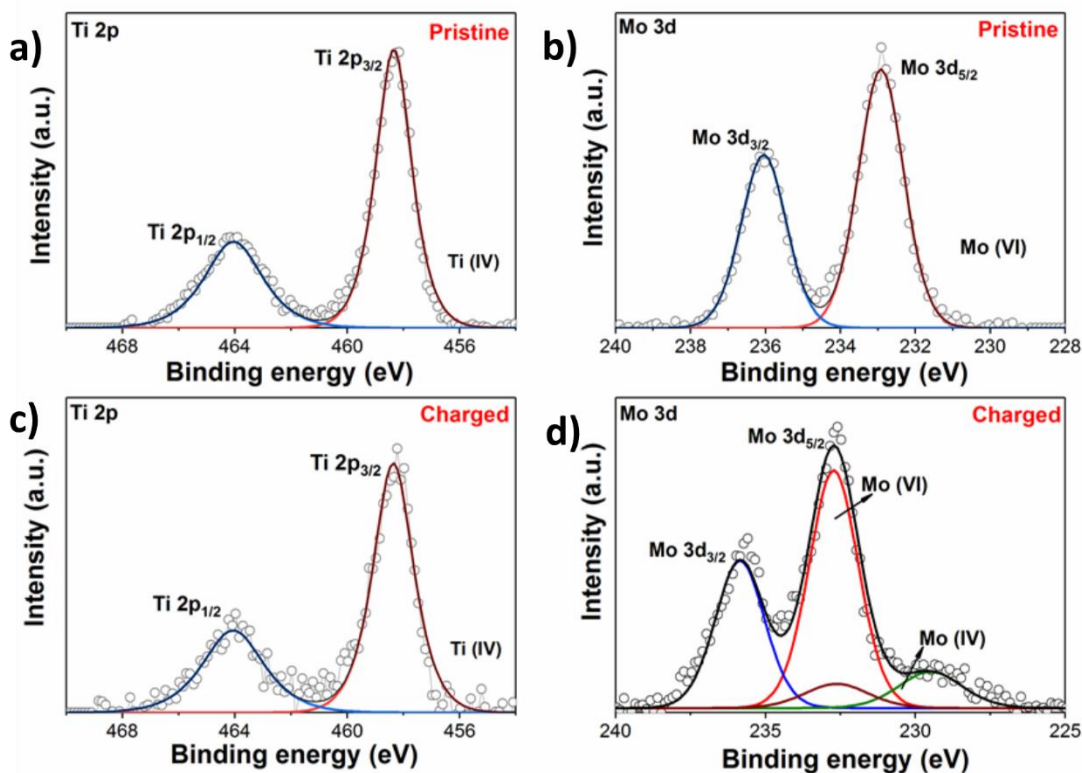 a)
Ti 2p
Pristine
Ti 2p3/2
Ti 2p1/2
Ti (IV)
Intensity (a.u.)
468 464 460 456
Binding energy (eV)
b)
Mo 3d
Pristine
Mo 3d5/2
Mo 3d3/2
Mo (VI)
Intensity (a.u.)
240 238 236 234 232 230 228
Binding energy (eV)
c)
Ti 2p
Charged
Ti 2p3/2
Ti 2p1/2
Ti (IV)
Intensity (a.u.)
468 464 460 456
Binding energy (eV)
d)
Mo 3d
Charged
Mo 3d5/2
Mo (VI)
Mo 3d3/2
Mo (IV)
Intensity (a.u.)
240 235 230 225
Binding energy (eV)